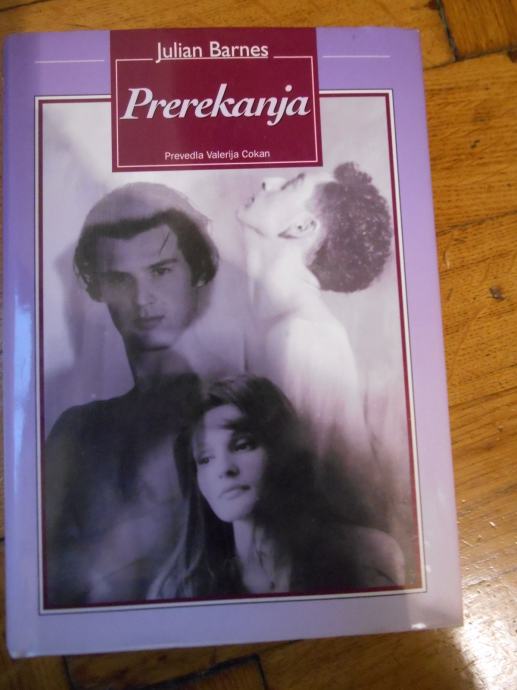 Julian Barnes
Prerekanja
Prevedla Valerija Cokan